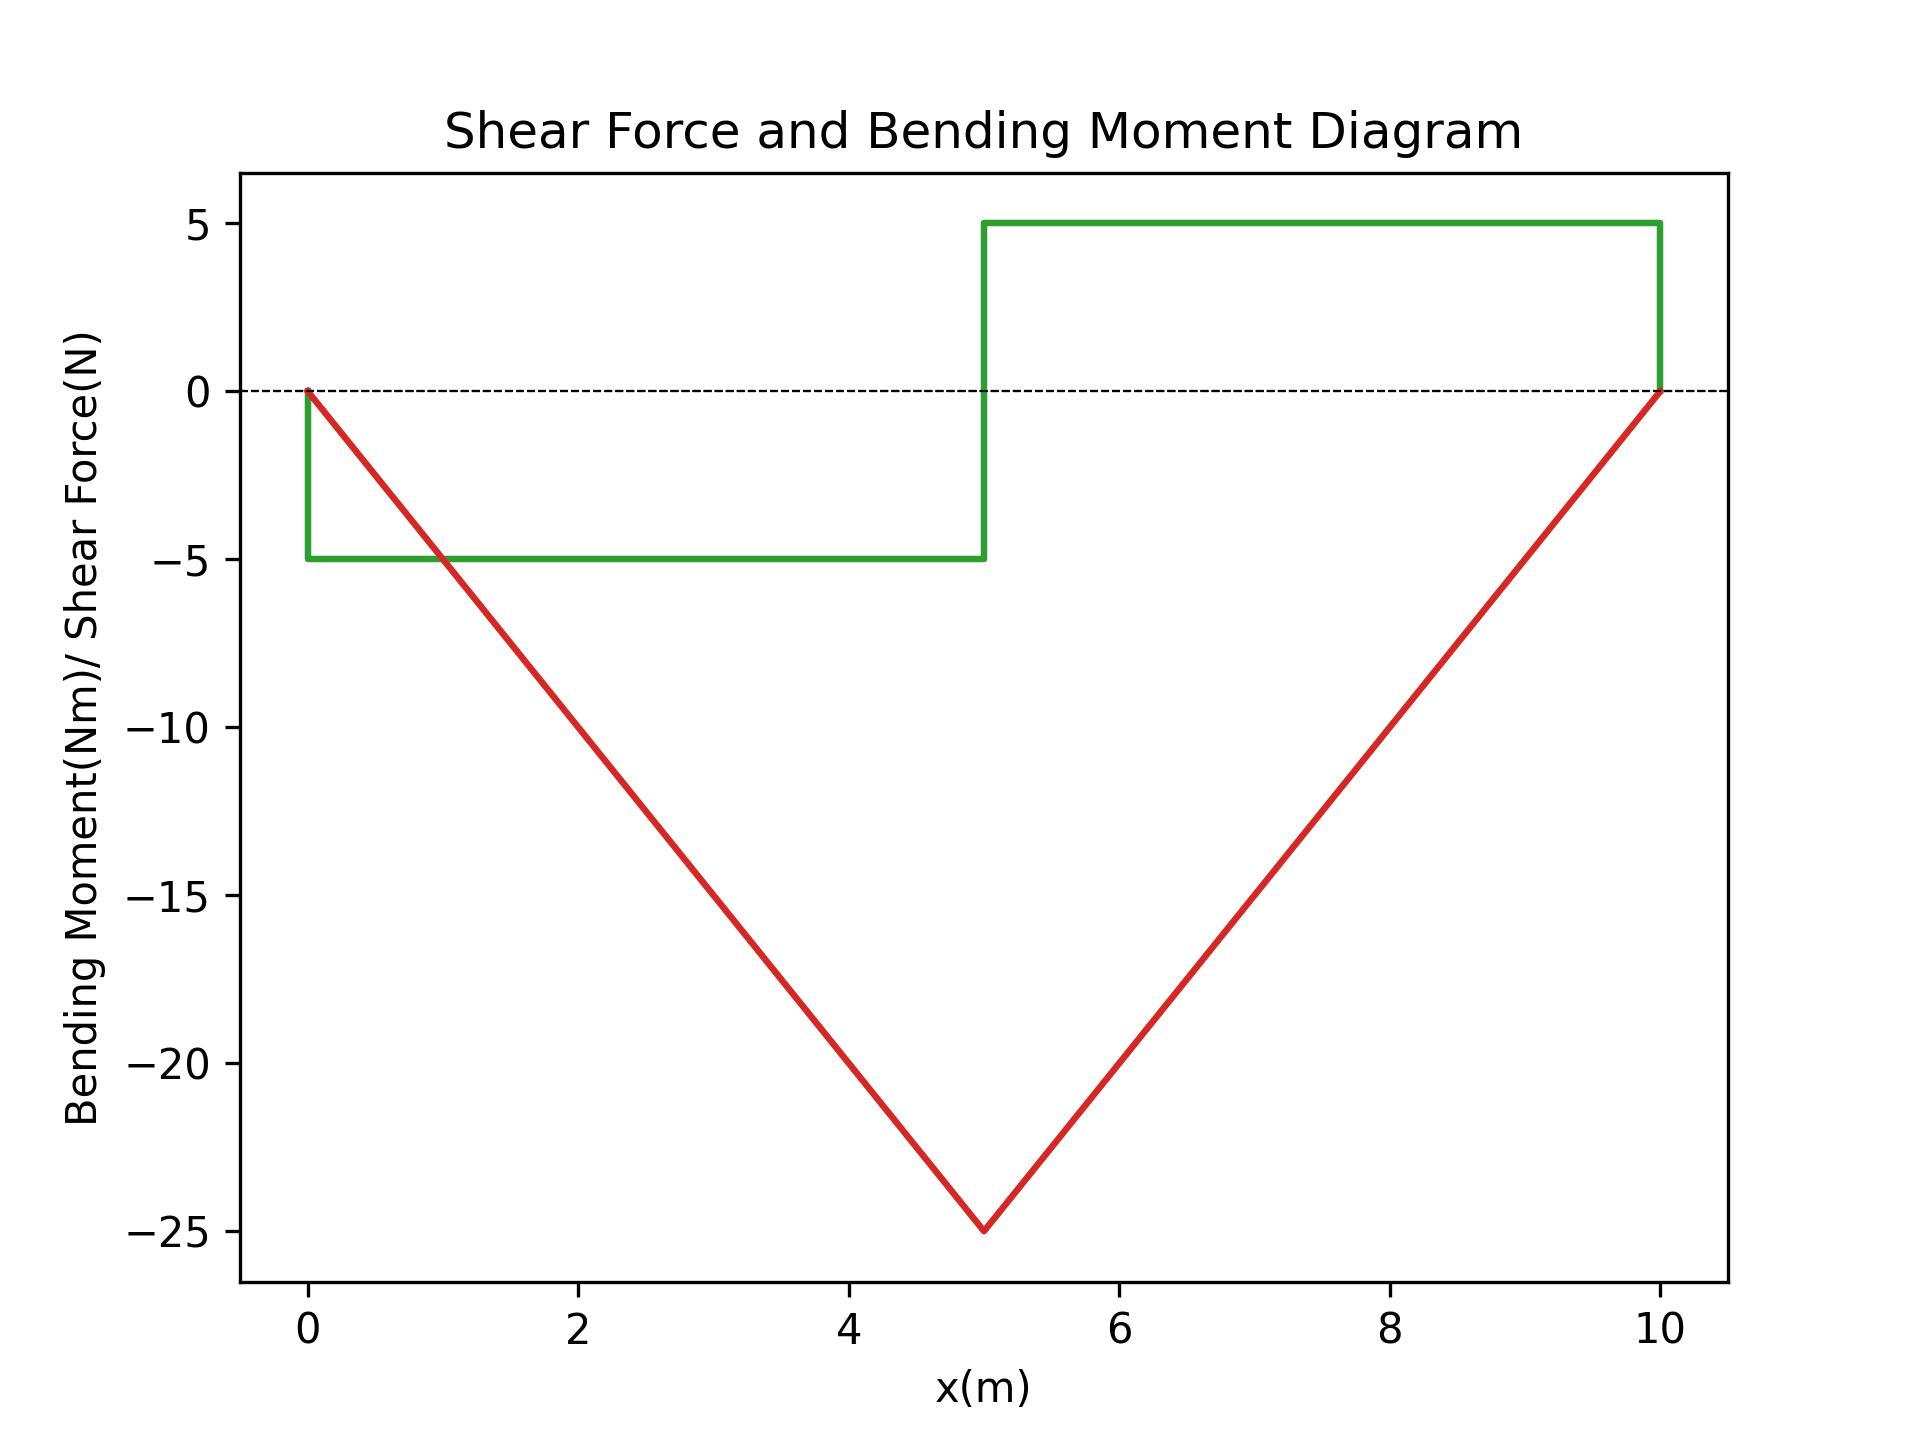 Shear Force and Bending Moment Diagram
Bending Moment(Nm)/ Shear Force(N)
5
0
−5
−10
−15
−20
−25
0 2 4 6 8 10
x(m)